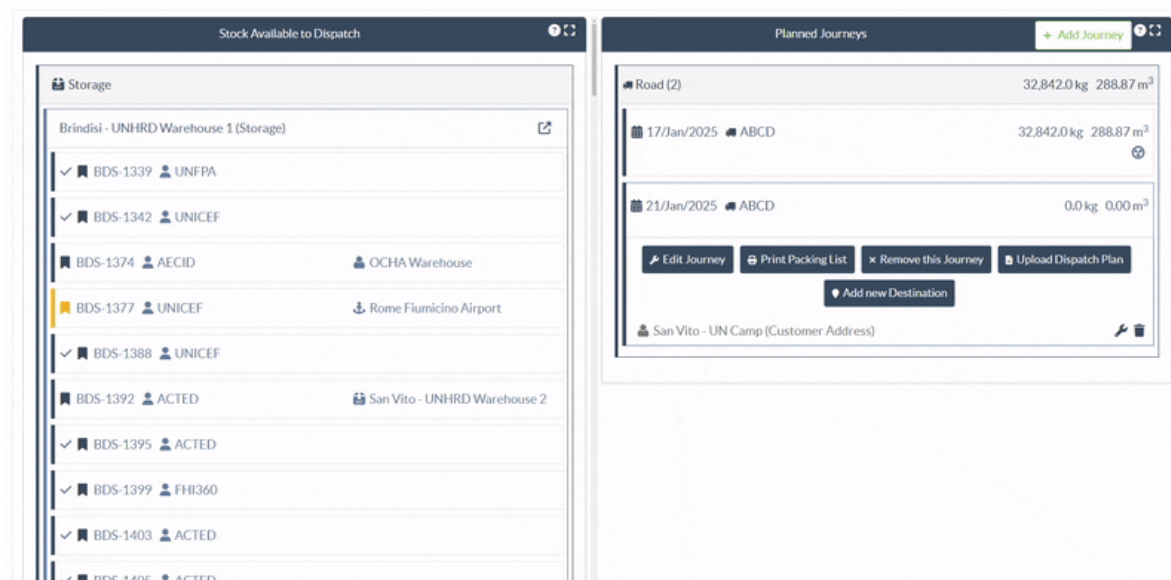 Stock Available to Dispatch
Storage
Brindisi - UNHRD Warehouse 1 (Storage)
BDS-1339 UNFPA
BDS-1342 UNICEF
BDS-1374 AECID OCHA Warehouse
BDS-1377 UNICEF Rome Fiumicino Airport
BDS-1388 UNICEF
BDS-1392 ACTED San Vito - UNHRD Warehouse 2
BDS-1395 ACTED
BDS-1399 FHI360
BDS-1403 ACTED
BDS-1405 ACTED
Planned Journeys
+ Add Journey
Road (2) 32,842.0 kg 288.87 m³
17/Jan/2025 ABCD 32,842.0 kg 288.87 m³
21/Jan/2025 ABCD 0.0 kg 0.00 m³
Edit Journey Print Packing List × Remove this Journey Upload Dispatch Plan
Add new Destination
San Vito - UN Camp (Customer Address)